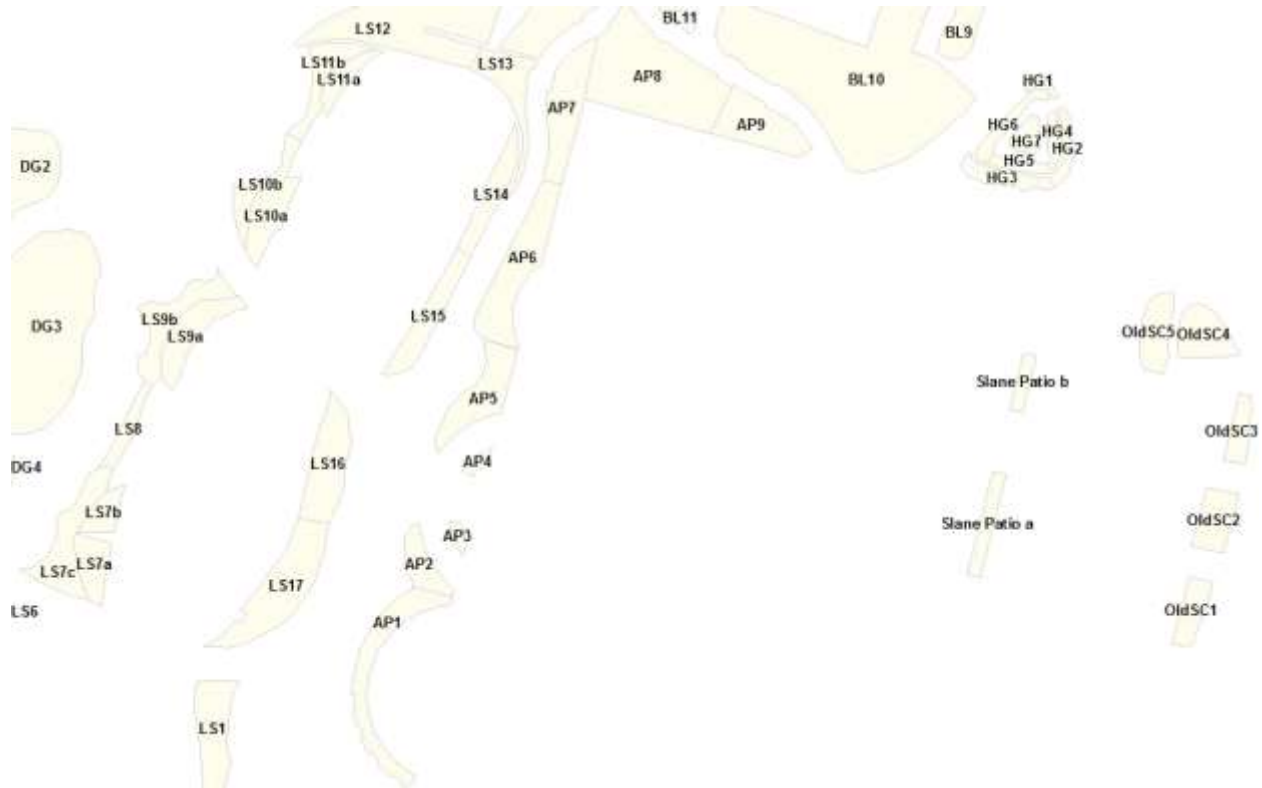 BL11
LS12
BL9
LS11b
LS13
LS11a
AP8
BL10
HG1
AP7
AP9
HG6
HG4
HG7
HG2
HG5
HG3
DG2
LS10b
LS14
LS10a
AP6
LS9b
LS15
DG3
LS9a
OldSC5
OldSC4
Slane Patio b
AP5
LS8
OldSC3
AP4
LS16
DG4
LS7b
OldSC2
Slane Patio a
AP3
LS7a
AP2
LS7c
LS17
LS6
OldSC1
AP1
LS1